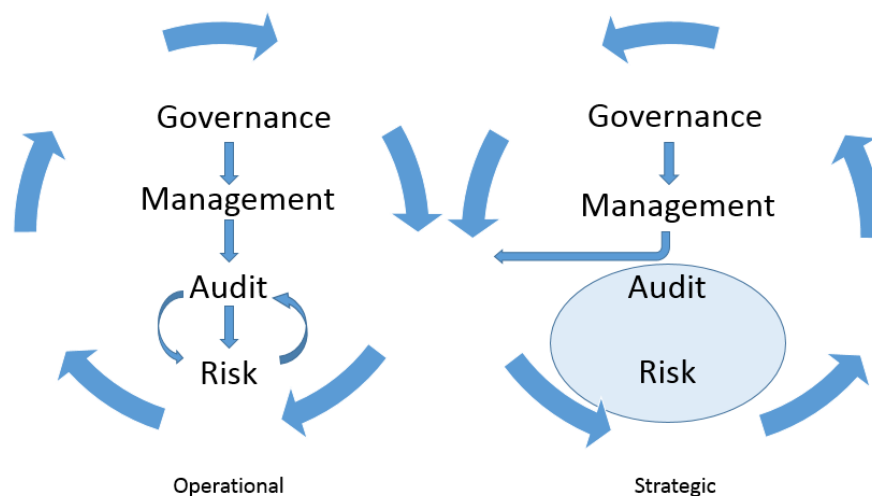 Governance
Management
Audit
Risk
Operational
Governance
Management
Audit
Risk
Strategic